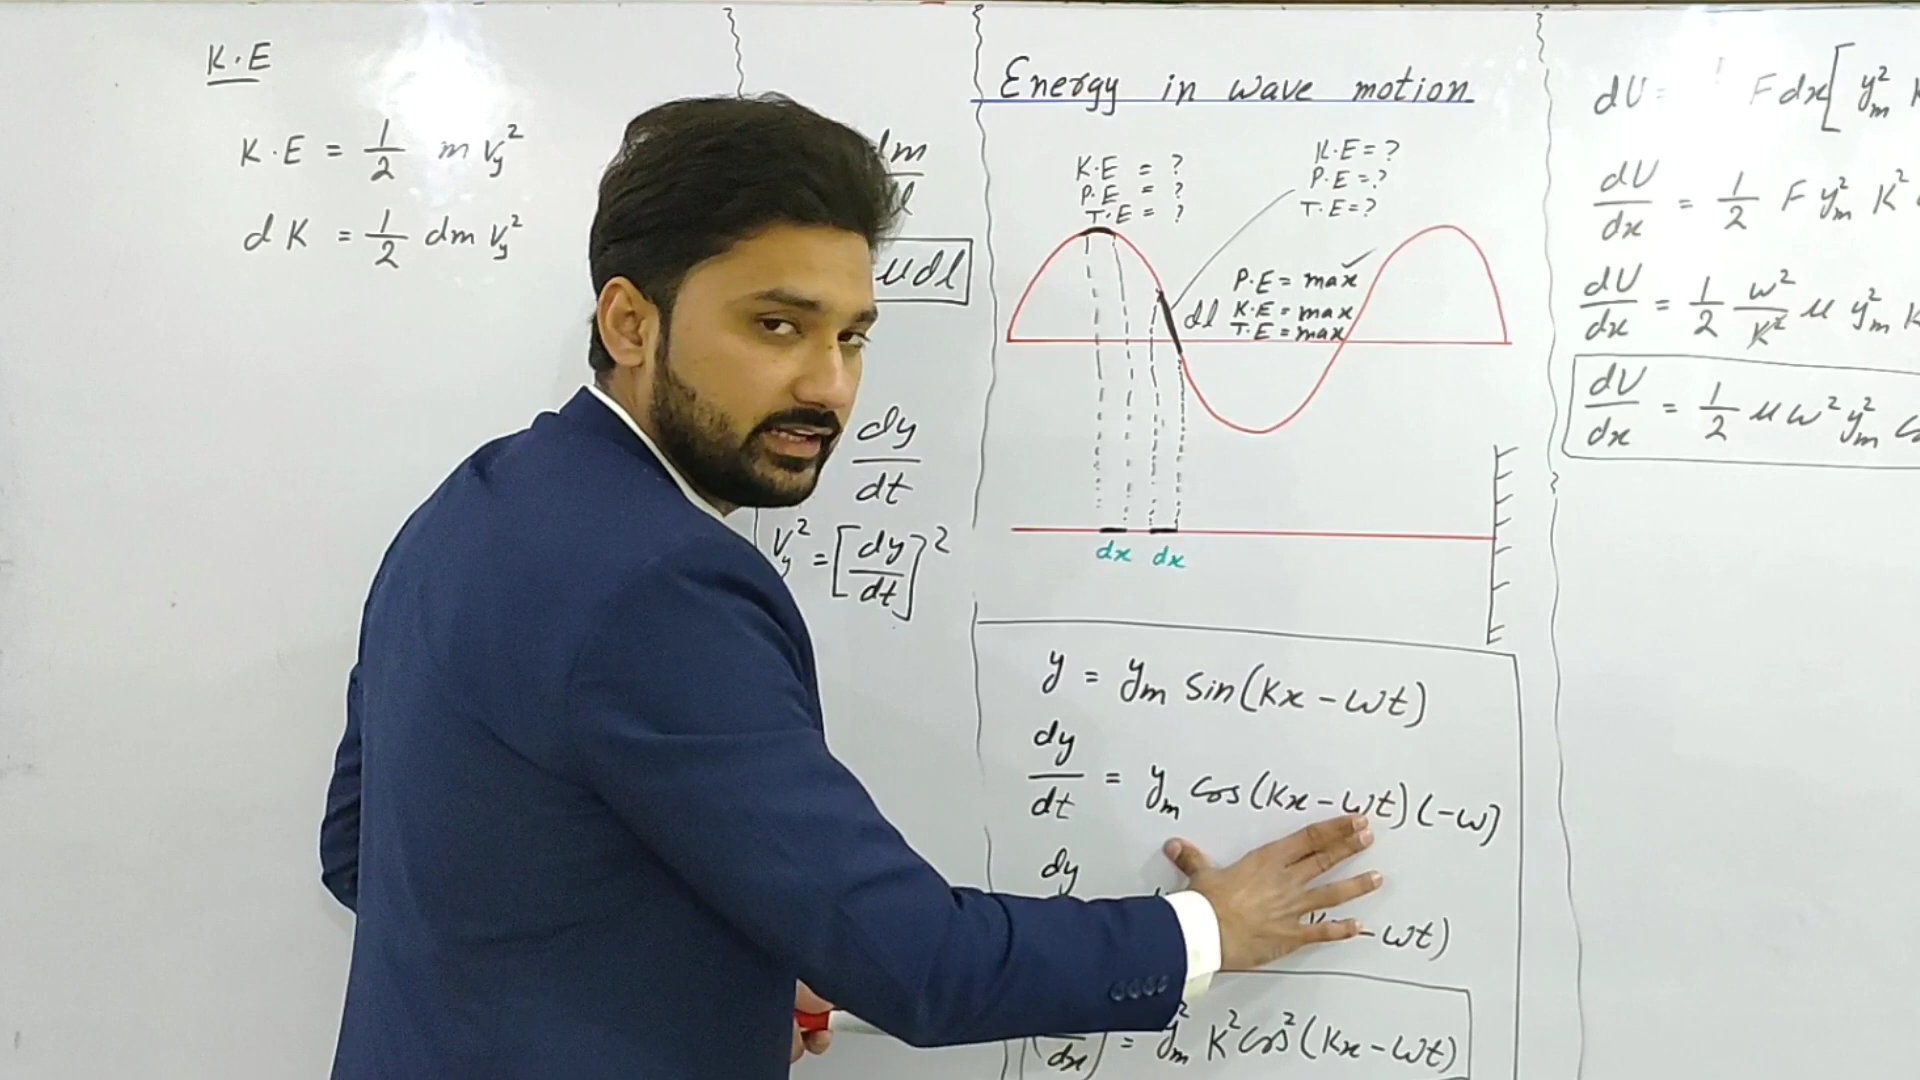 K.E
K.E = 1/2 m v_y^2
dK = 1/2 dm v_y^2
dm
μdl
dy/dt
v_y^2 = [dy/dt]^2
Energy in wave motion
K.E = ?
P.E = ?
T.E = ?
K.E = ?
P.E = ?
T.E = ?
P.E = max ✓
dl K.E = max
T.E = max
dx dx
y = y_m Sin(Kx - ωt)
dy/dt = y_m Cos(Kx - ωt)(-ω)
dy
- ωt)
dx) = y_m^2 K^2 Cos^2(Kx - ωt)
dU = F dx[y_m^2 K
dU/dx = 1/2 F y_m^2 K^2
dU/dx = 1/2 ω^2/K^2 μ y_m^2 K
dU/dx = 1/2 μ ω^2 y_m^2